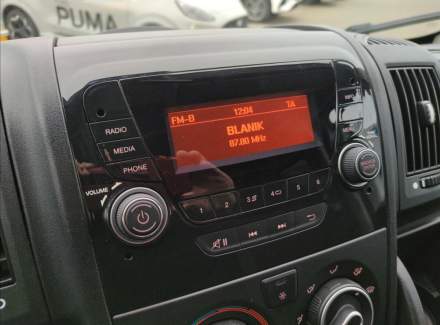 PUMA
PUMA
FM-B 12:04 TA
BLANIK
87.80 MHz
RADIO
MEDIA
PHONE
VOLUME
1 2 3 4 5 6